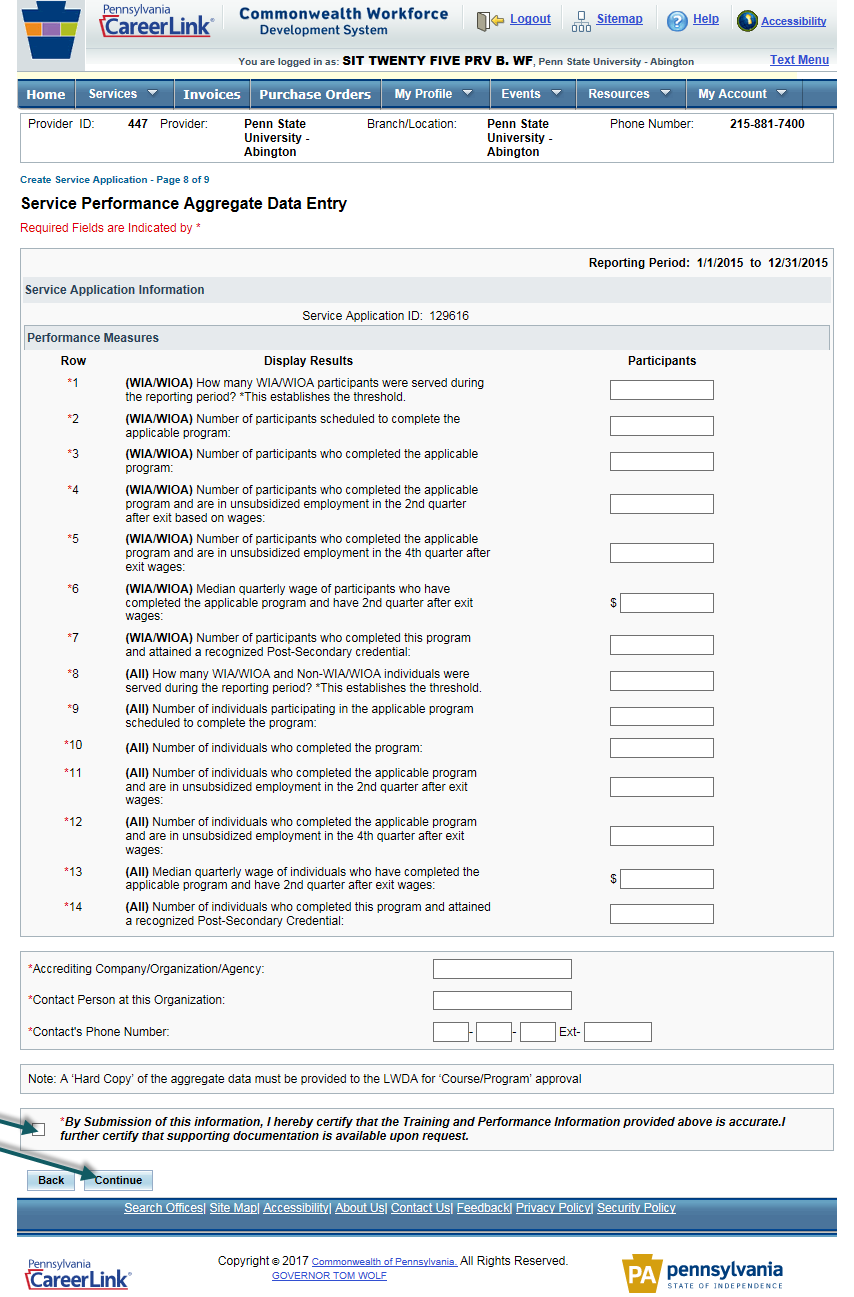 Pennsylvania
CareerLink®
Commonwealth Workforce
Development System
Logout
Sitemap
Help
Accessibility
You are logged in as: SIT TWENTY FIVE PRV B. WF, Penn State University - Abington
Text Menu
Home
Services
Invoices
Purchase Orders
My Profile
Events
Resources
My Account
Provider ID: 447 Provider: Penn State University - Abington
Branch/Location: Penn State University - Abington
Phone Number: 215-881-7400
Create Service Application - Page 8 of 9
Service Performance Aggregate Data Entry
Required Fields are Indicated by *
Reporting Period: 1/1/2015 to 12/31/2015
Service Application Information
Service Application ID: 129616
Performance Measures
Row Display Results Participants
*1 (WIA/WIOA) How many WIA/WIOA participants were served during
the reporting period? *This establishes the threshold.
*2 (WIA/WIOA) Number of participants scheduled to complete the
applicable program:
*3 (WIA/WIOA) Number of participants who completed the applicable
program:
*4 (WIA/WIOA) Number of participants who completed the applicable
program and are in unsubsidized employment in the 2nd quarter
after exit based on wages:
*5 (WIA/WIOA) Number of participants who completed the applicable
program and are in unsubsidized employment in the 4th quarter after
exit wages:
*6 (WIA/WIOA) Median quarterly wage of participants who have
completed the applicable program and have 2nd quarter after exit $
wages:
*7 (WIA/WIOA) Number of participants who completed this program
and attained a recognized Post-Secondary credential:
*8 (All) How many WIA/WIOA and Non-WIA/WIOA individuals were
served during the reporting period? *This establishes the threshold.
*9 (All) Number of individuals participating in the applicable program
scheduled to complete the program:
*10 (All) Number of individuals who completed the program:
*11 (All) Number of individuals who completed the applicable program
and are in unsubsidized employment in the 2nd quarter after exit
wages:
*12 (All) Number of individuals who completed the applicable program
and are in unsubsidized employment in the 4th quarter after exit
wages:
*13 (All) Median quarterly wage of individuals who have completed the
applicable program and have 2nd quarter after exit wages: $
*14 (All) Number of individuals who completed this program and attained
a recognized Post-Secondary Credential:
*Accrediting Company/Organization/Agency:
*Contact Person at this Organization:
*Contact's Phone Number: - - Ext-
Note: A ‘Hard Copy’ of the aggregate data must be provided to the LWDA for ‘Course/Program’ approval
*By Submission of this information, I hereby certify that the Training and Performance Information provided above is accurate.I
further certify that supporting documentation is available upon request.
Back
Continue
Search Offices| Site Map| Accessibility| About Us| Contact Us| Feedback| Privacy Policy| Security Policy
Pennsylvania
CareerLink®
Copyright © 2017 Commonwealth of Pennsylvania. All Rights Reserved.
GOVERNOR TOM WOLF
PA pennsylvania
STATE OF INDEPENDENCE